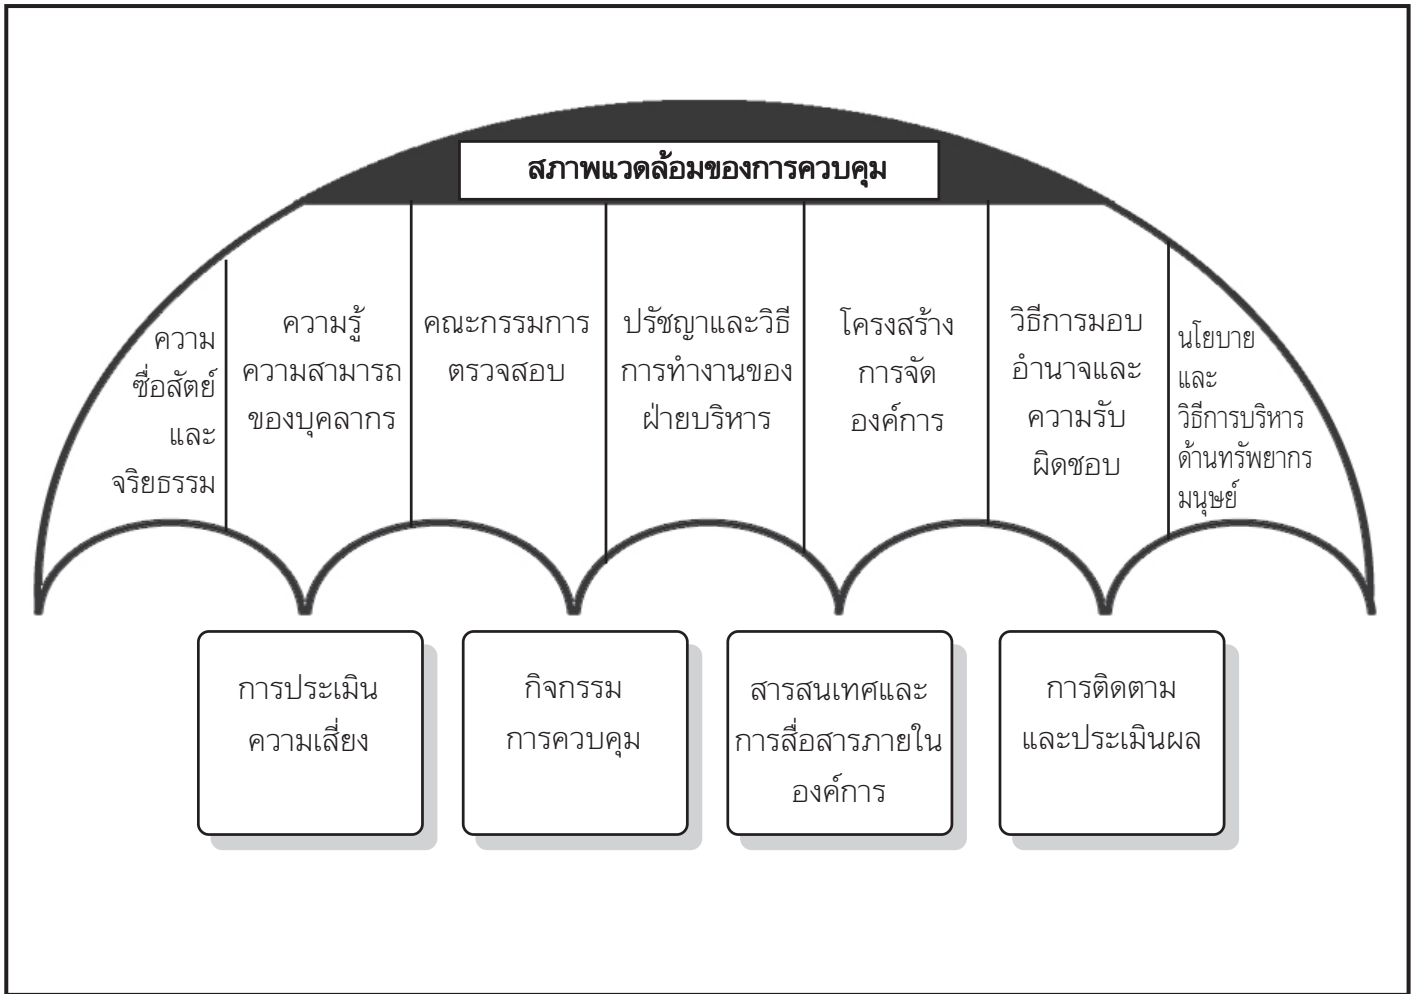 สภาพแวดล้อมของการควบคุม
ความ
ซื่อสัตย์
และ
จริยธรรม
ความรู้
ความสามารถ
ของบุคลากร
คณะกรรมการ
ตรวจสอบ
ปรัชญาและวิธี
การทำงานของ
ฝ่ายบริหาร
โครงสร้าง
การจัด
องค์การ
วิธีการมอบ
อำนาจและ
ความรับ
ผิดชอบ
นโยบาย
และ
วิธีการบริหาร
ด้านทรัพยากร
มนุษย์
การประเมิน
ความเสี่ยง
กิจกรรม
การควบคุม
สารสนเทศและ
การสื่อสารภายใน
องค์การ
การติดตาม
และประเมินผล